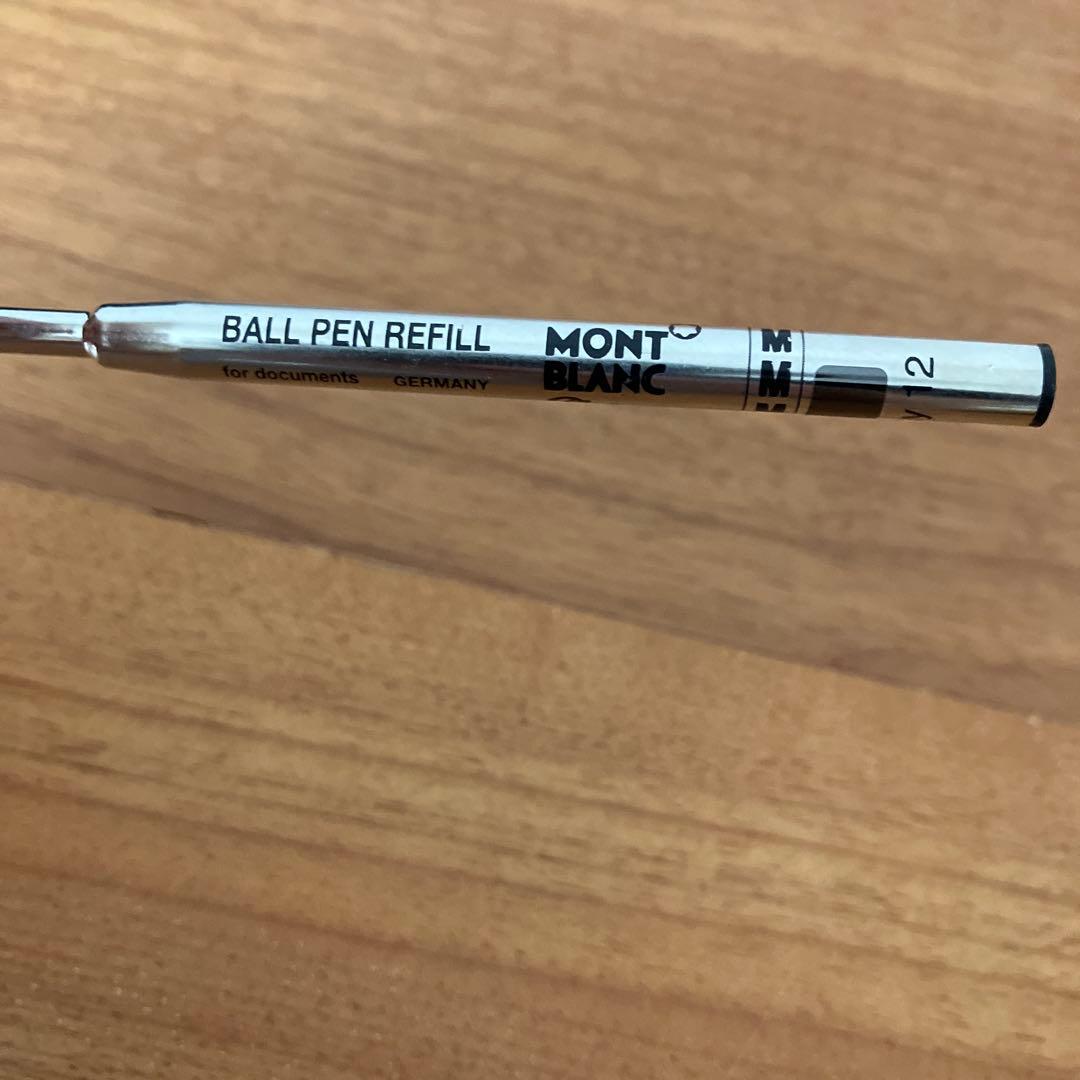 BALL PEN REFILL
for documents GERMANY
MONT
BLANC
M
M
M
12